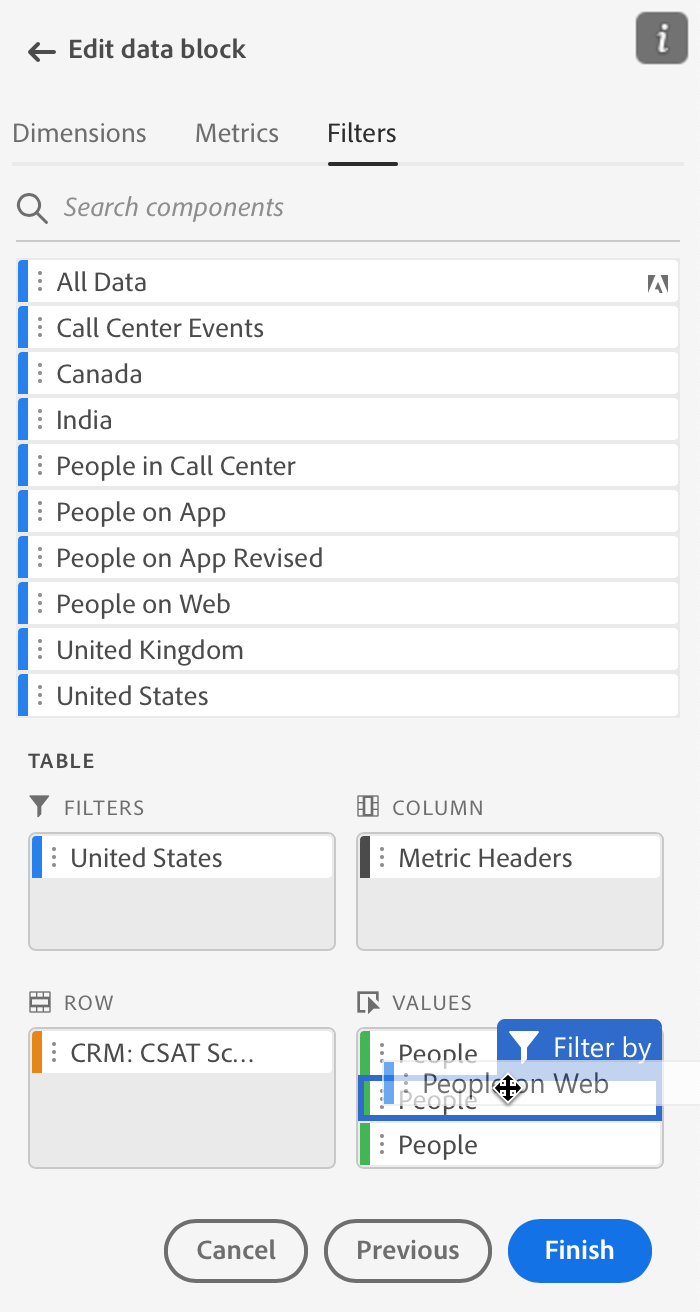 Edit data block
i
Dimensions Metrics Filters
Search components
All Data
Call Center Events
Canada
India
People in Call Center
People on App
People on App Revised
People on Web
United Kingdom
United States
TABLE
FILTERS
United States
COLUMN
Metric Headers
ROW
CRM: CSAT Sc...
VALUES
People
Filter by
People on Web
People
People
Cancel Previous Finish